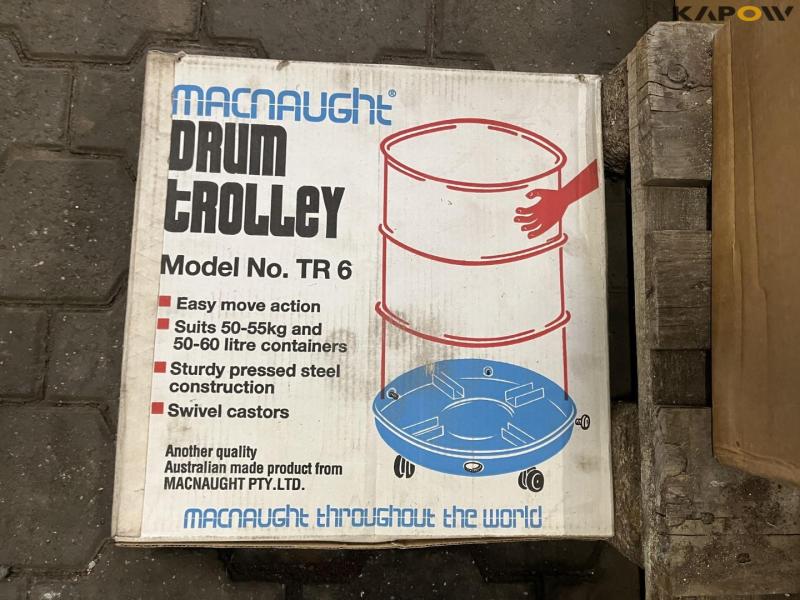 KAPOW
MACNAUGHT®
DRUM
TROLLEY
Model No. TR 6
Easy move action
Suits 50-55kg and
50-60 litre containers
Sturdy pressed steel
construction
Swivel castors
Another quality
Australian made product from
MACNAUGHT PTY.LTD.
MACNAUGHT throughout the world